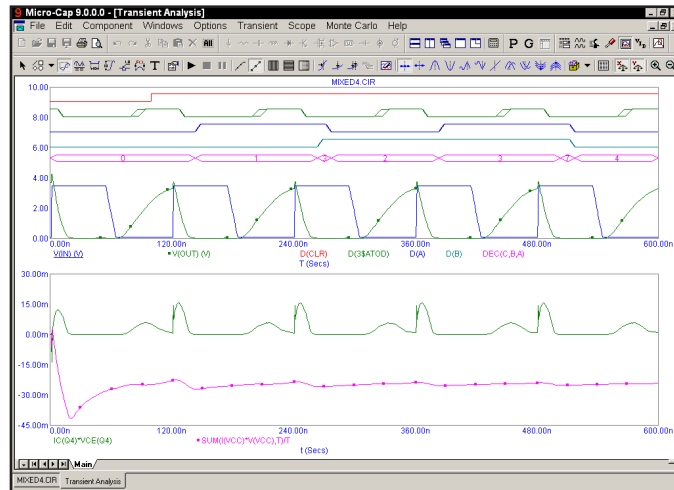 9 Micro-Cap 9.0.0.0 - [Transient Analysis]
File Edit Component Windows Options Transient Scope Monte Carlo Help
All P G
T
MIXED4.CIR
10.00
8.00
6.00
0 1 2 3 4
4.00
2.00
0.00
0.00n 120.00n 240.00n 360.00n 480.00n 600.00n
V(IN) (V) V(OUT) (V) D(CLR) D(3$ATOD) D(A) D(B) DEC(C,B,A)
T (Secs)
30.00m
15.00m
0.00m
-15.00m
-30.00m
-45.00m
0.00n 120.00n 240.00n 360.00n 480.00n 600.00n
IC(Q4)*VCE(Q4) SUM(I(VCC)*V(VCC),T)/T
t (Secs)
Main
MIXED4.CIR Transient Analysis